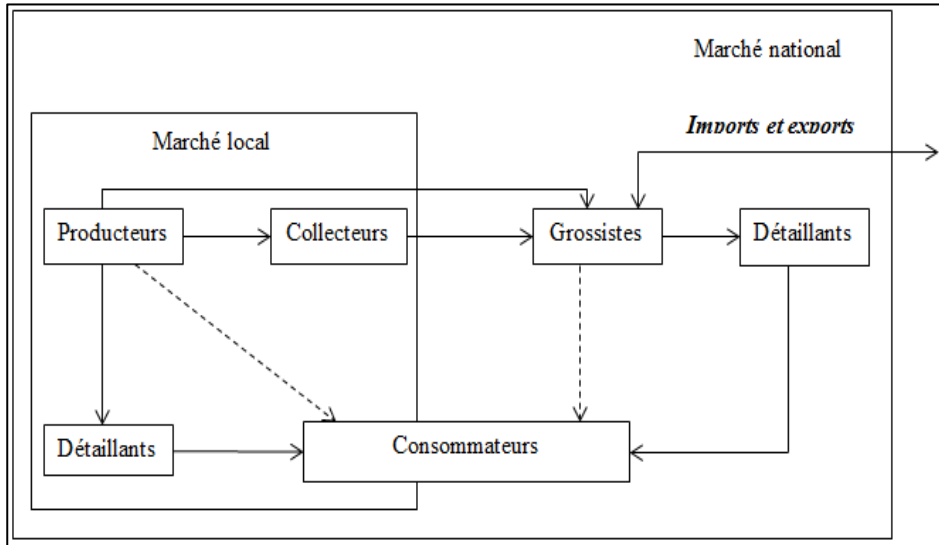 Marché national
Imports et exports
Marché local
Producteurs
Collecteurs
Grossistes
Détaillants
Détaillants
Consommateurs